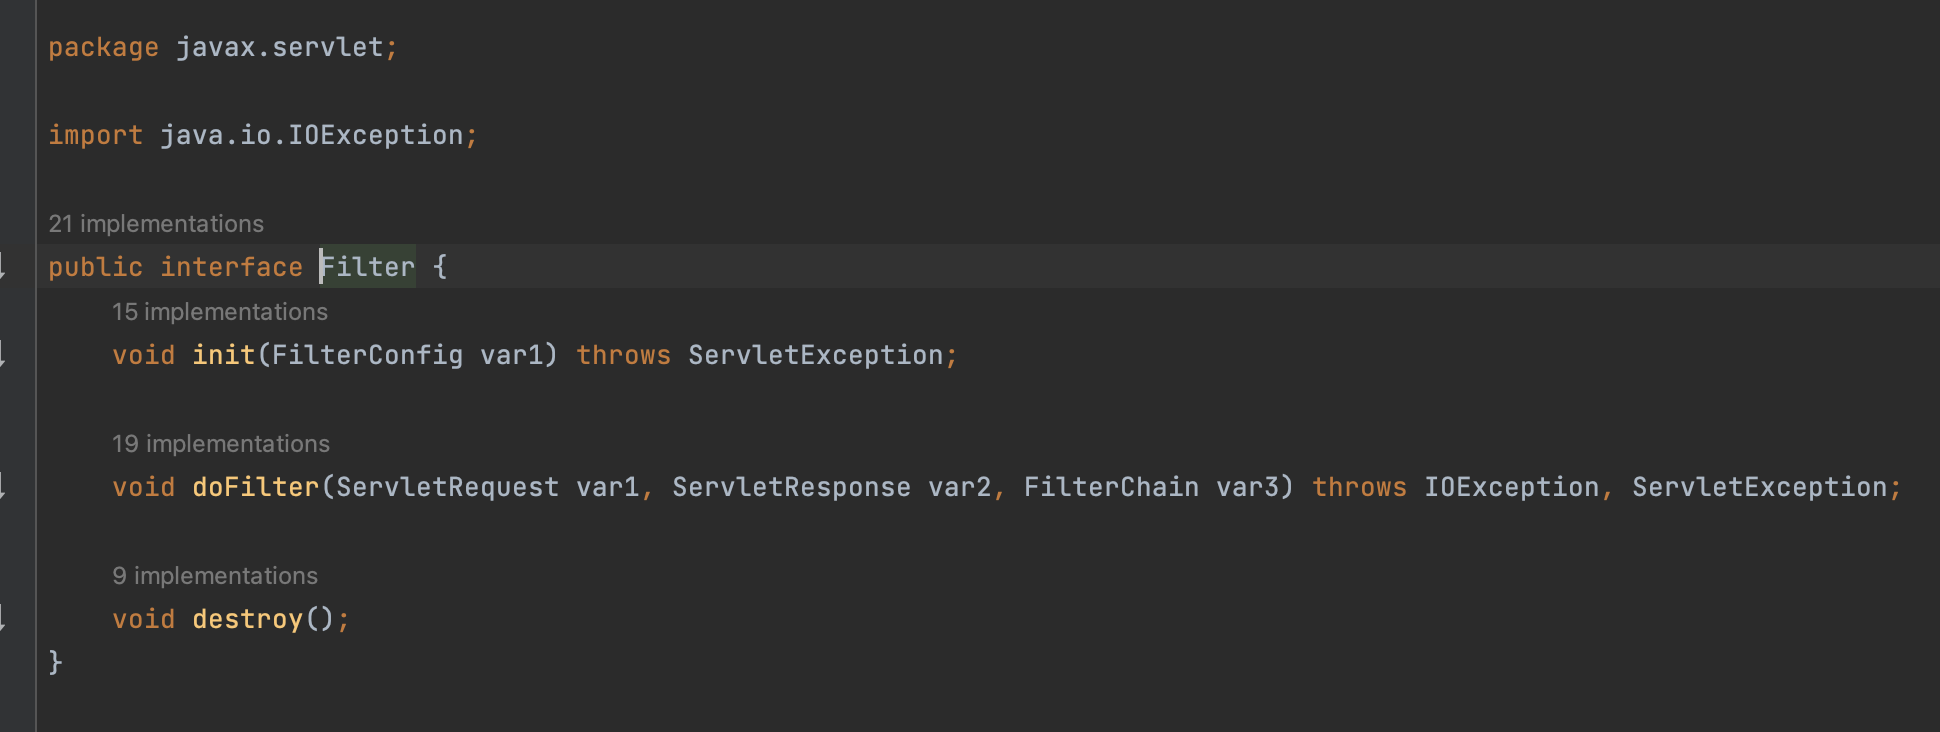 package javax.servlet;
import java.io.IOException;
21 implementations
public interface Filter {
15 implementations
void init(FilterConfig var1) throws ServletException;
19 implementations
void doFilter(ServletRequest var1, ServletResponse var2, FilterChain var3) throws IOException, ServletException;
9 implementations
void destroy();
}